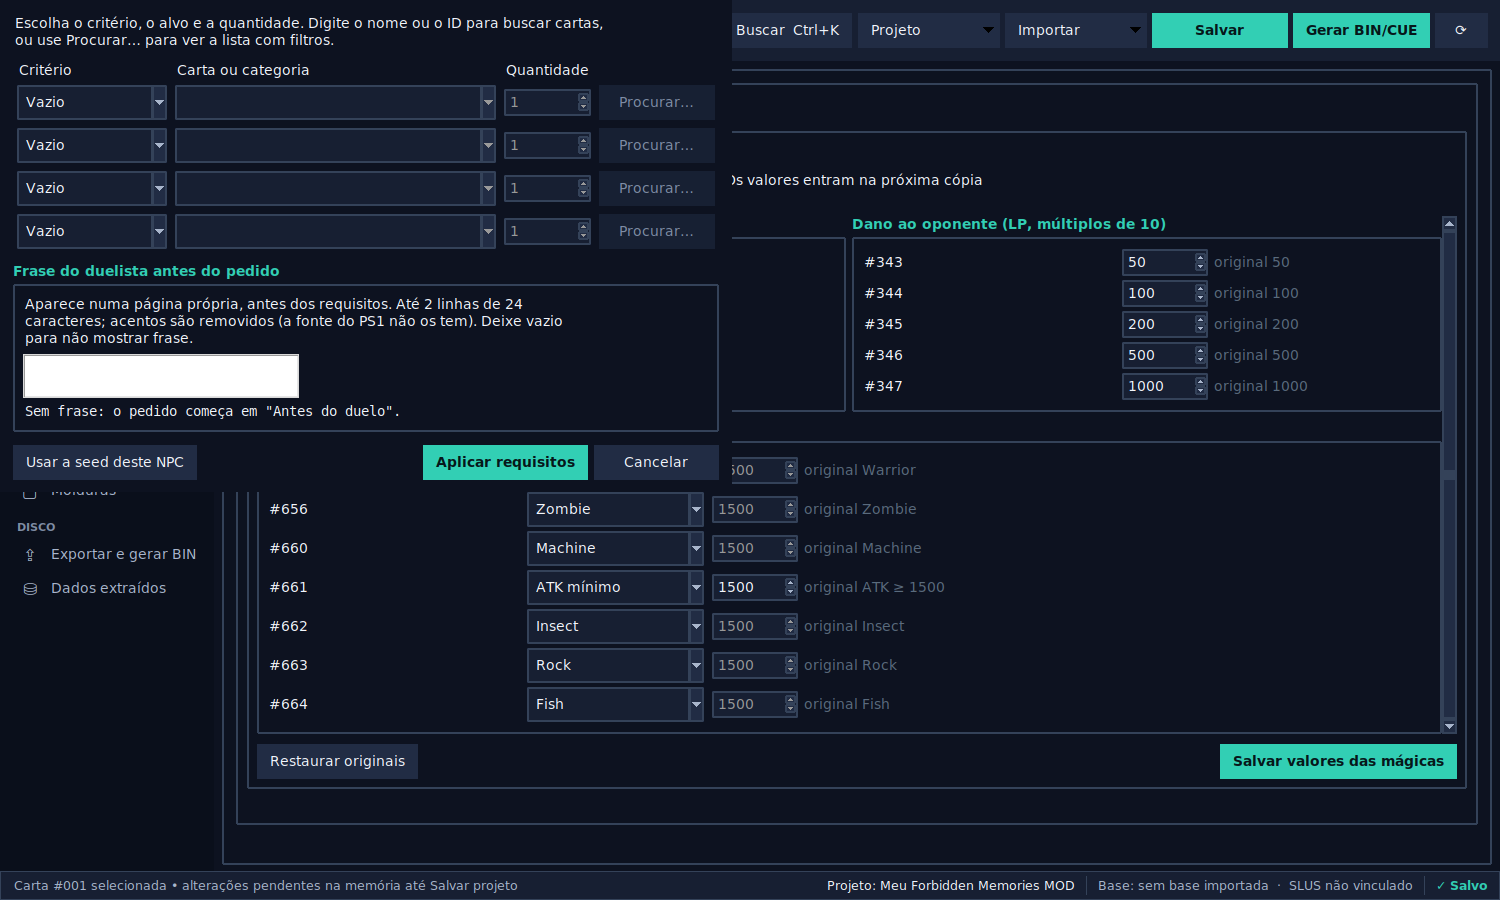 Escolha o critério, o alvo e a quantidade. Digite o nome ou o ID para buscar cartas,
ou use Procurar... para ver a lista com filtros.
Critério
Carta ou categoria
Quantidade
Vazio
1
Procurar...
Vazio
1
Procurar...
Vazio
1
Procurar...
Vazio
1
Procurar...
Frase do duelista antes do pedido
Aparece numa página própria, antes dos requisitos. Até 2 linhas de 24
caracteres; acentos são removidos (a fonte do PS1 não os tem). Deixe vazio
para não mostrar frase.
Sem frase: o pedido começa em "Antes do duelo".
Usar a seed deste NPC
Aplicar requisitos
Cancelar
Buscar Ctrl+K
Projeto
Importar
Salvar
Gerar BIN/CUE
⟳
Os valores entram na próxima cópia
Dano ao oponente (LP, múltiplos de 10)
#343 50 original 50
#344 100 original 100
#345 200 original 200
#346 500 original 500
#347 1000 original 1000
original Warrior
#656 Zombie 1500 original Zombie
#660 Machine 1500 original Machine
#661 ATK mínimo 1500 original ATK ≥ 1500
#662 Insect 1500 original Insect
#663 Rock 1500 original Rock
#664 Fish 1500 original Fish
Restaurar originais
Salvar valores das mágicas
Molduras
DISCO
Exportar e gerar BIN
Dados extraídos
Carta #001 selecionada • alterações pendentes na memória até Salvar projeto
Projeto: Meu Forbidden Memories MOD
Base: sem base importada · SLUS não vinculado
✓ Salvo